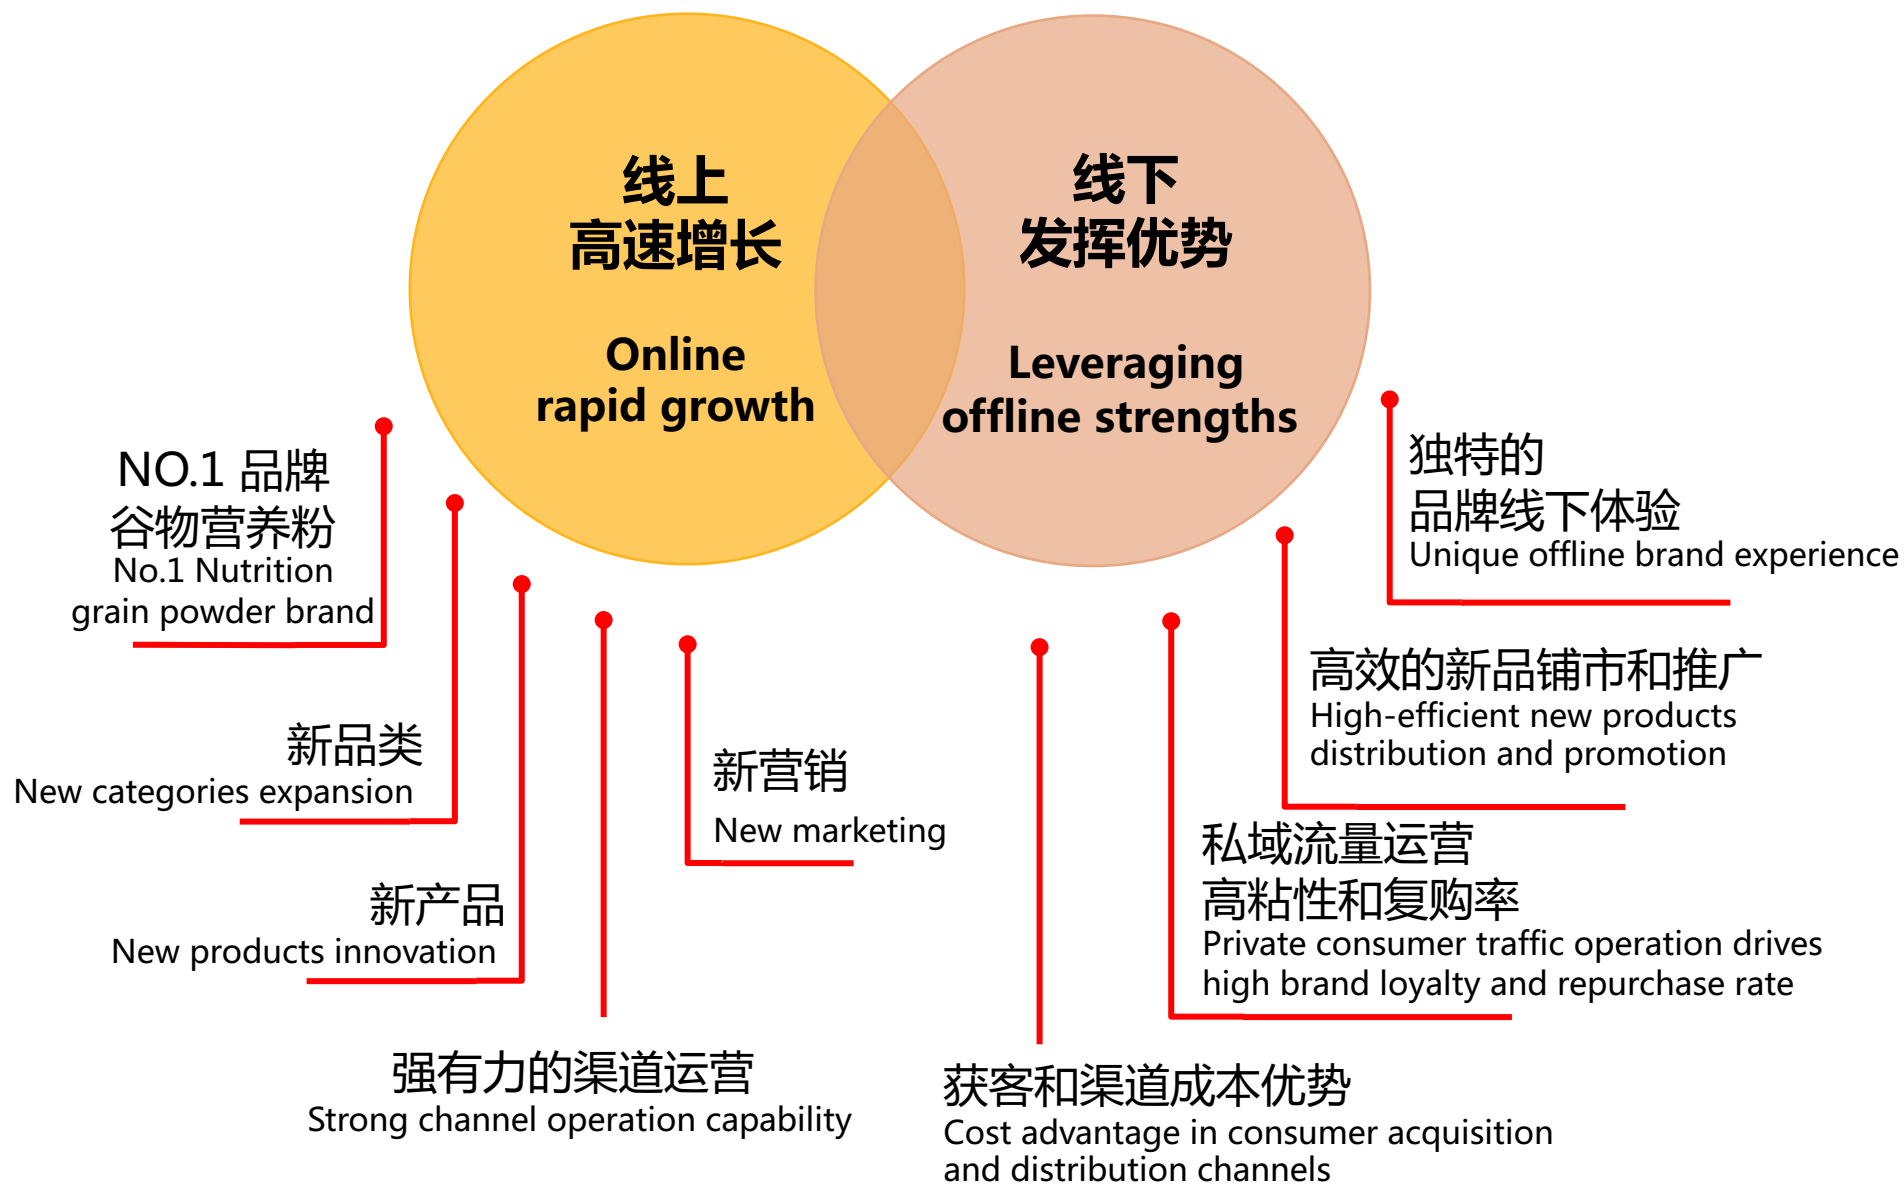 线上
高速增长
Online
rapid growth
线下
发挥优势
Leveraging
offline strengths
NO.1 品牌
谷物营养粉
No.1 Nutrition
grain powder brand
新品类
New categories expansion
新产品
New products innovation
强有力的渠道运营
Strong channel operation capability
新营销
New marketing
独特的
品牌线下体验
Unique offline brand experience
高效的新品铺市和推广
High-efficient new products
distribution and promotion
私域流量运营
高粘性和复购率
Private consumer traffic operation drives
high brand loyalty and repurchase rate
获客和渠道成本优势
Cost advantage in consumer acquisition
and distribution channels